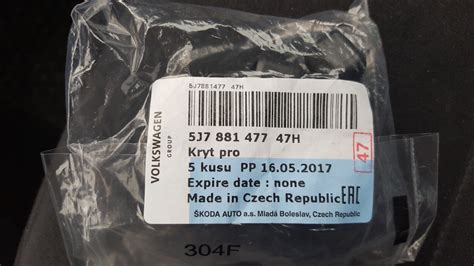 5J7881477 47H
VOLKSWAGEN
GROUP
5J7 881 477 47H
Kryt pro
5 kusu PP 16.05.2017
Expire date : none
Made in Czech Republic EAC
ŠKODA AUTO a.s. Mladá Boleslav, Czech Republic
47
304F